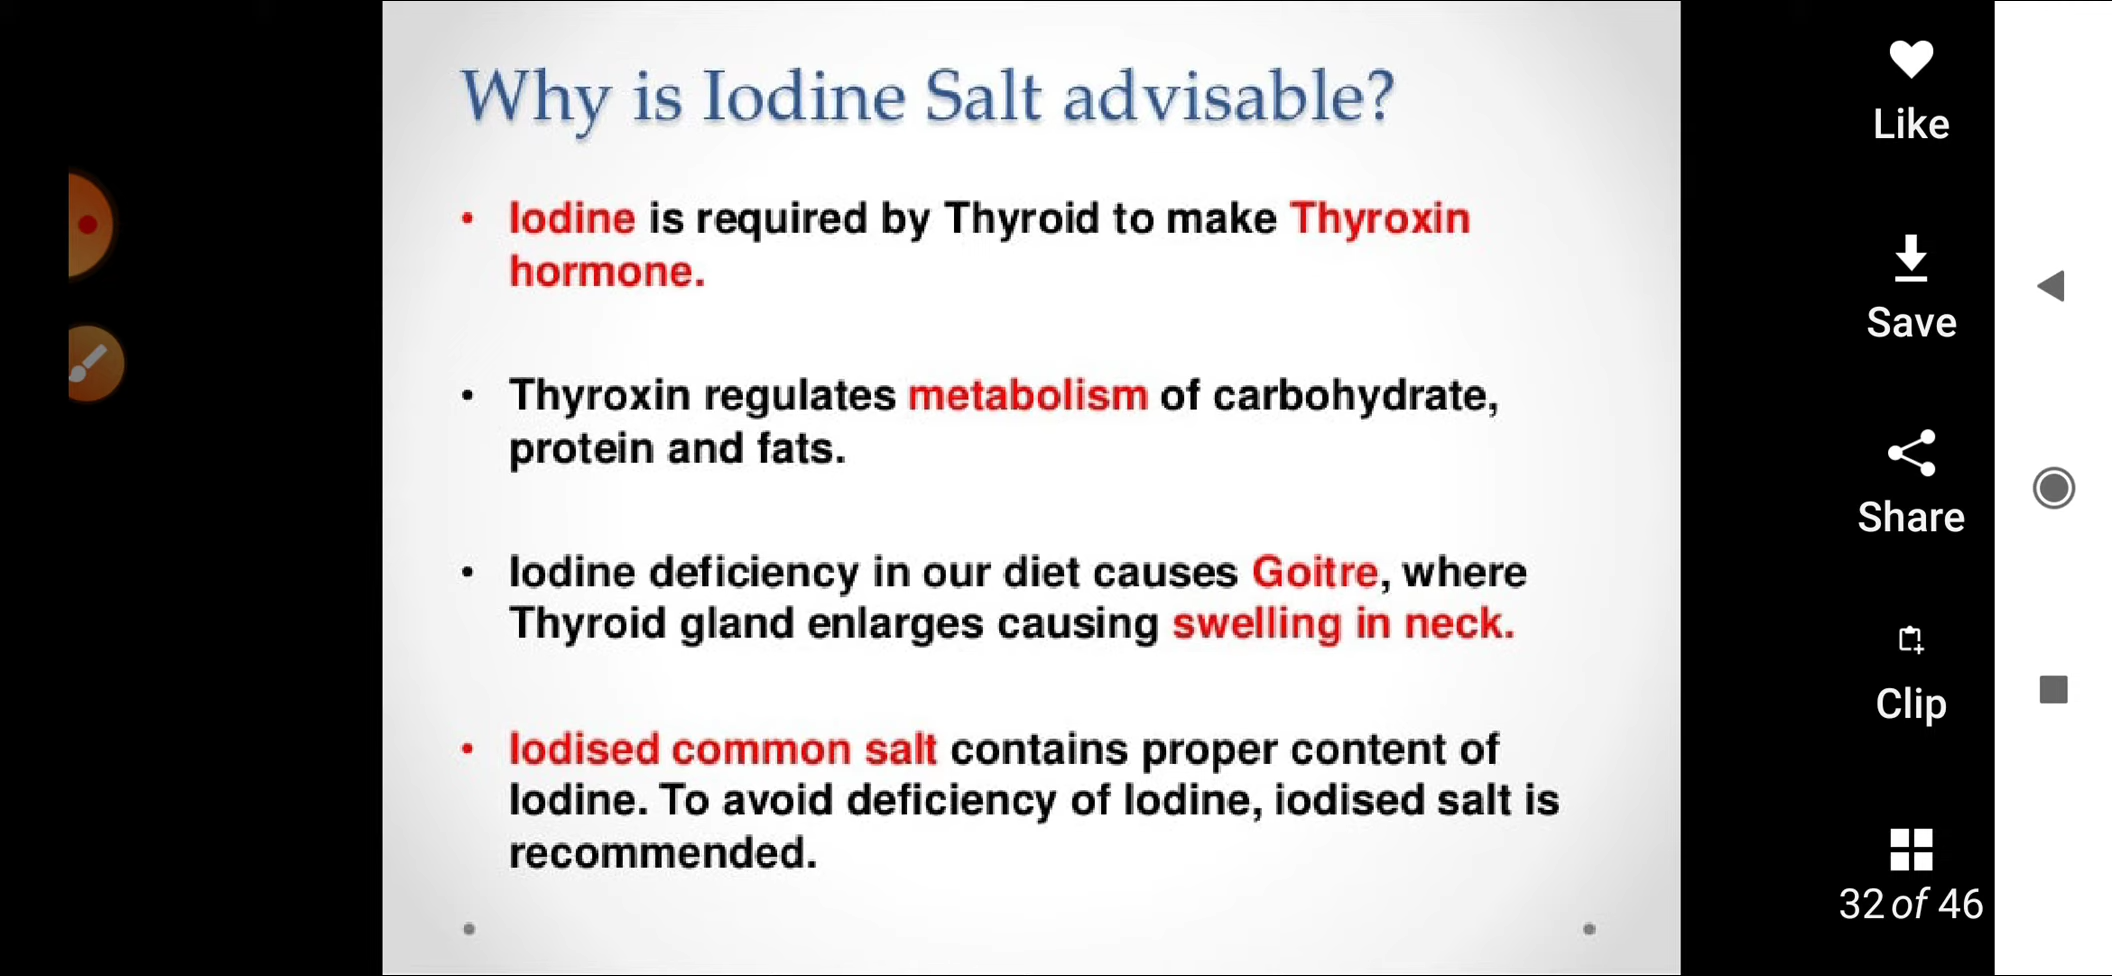 Why is Iodine Salt advisable?
• Iodine is required by Thyroid to make Thyroxin
hormone.
• Thyroxin regulates metabolism of carbohydrate,
protein and fats.
• Iodine deficiency in our diet causes Goitre, where
Thyroid gland enlarges causing swelling in neck.
• Iodised common salt contains proper content of
Iodine. To avoid deficiency of Iodine, iodised salt is
recommended.
Like
Save
Share
Clip
32 of 46